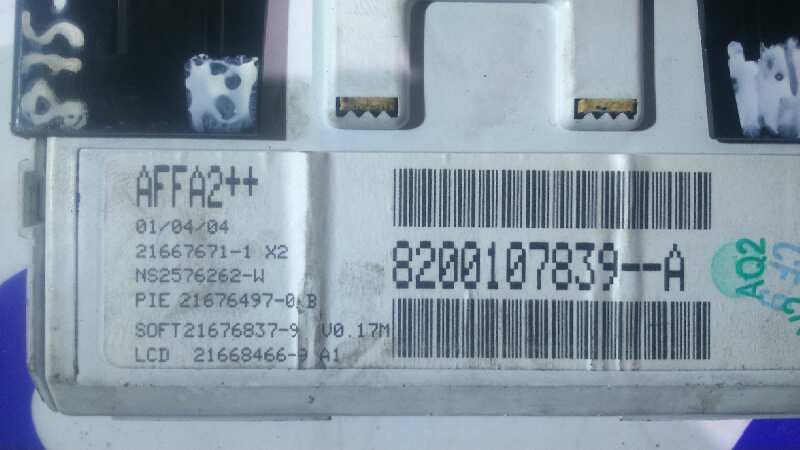 AFFA2++
01/04/04
21667671-1 X2
NS2576262-W
PIE 21676497-0 B
SOFT21676837-9 V0.17M
LCD 21668466-9 A1
8200107839--A
AQ2